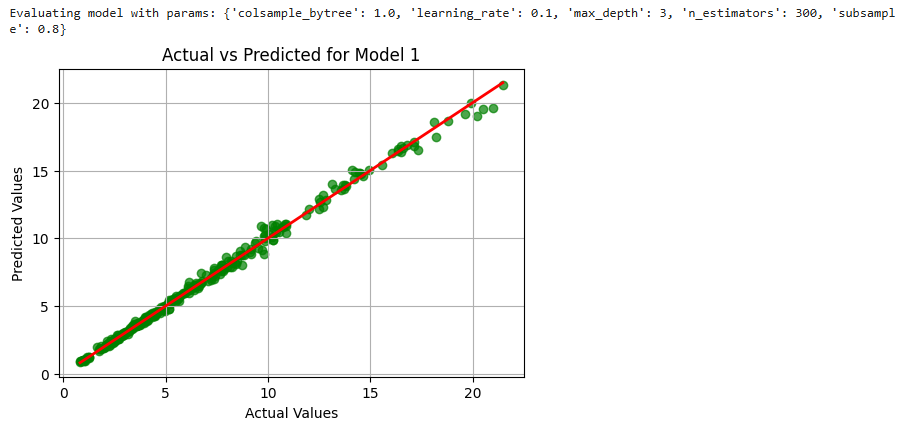 Evaluating model with params: {'colsample_bytree': 1.0, 'learning_rate': 0.1, 'max_depth': 3, 'n_estimators': 300, 'subsampl
e': 0.8}
Actual vs Predicted for Model 1
20
15
10
5
0
Predicted Values
0 5 10 15 20
Actual Values